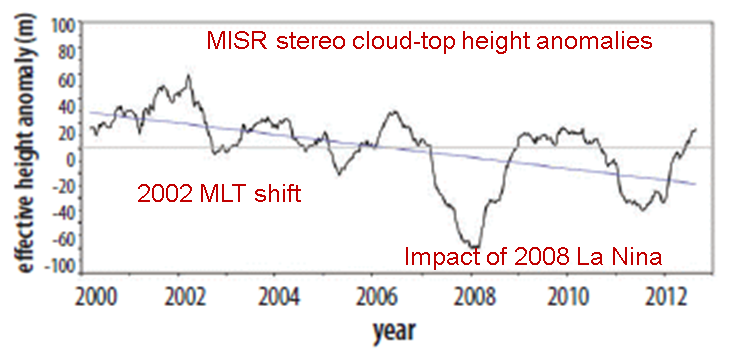 MISR stereo cloud-top height anomalies
effective height anomaly (m)
100
80
60
40
20
0
-20
-40
-60
-100
2002 MLT shift
Impact of 2008 La Nina
2000 2002 2004 2006 2008 2010 2012
year